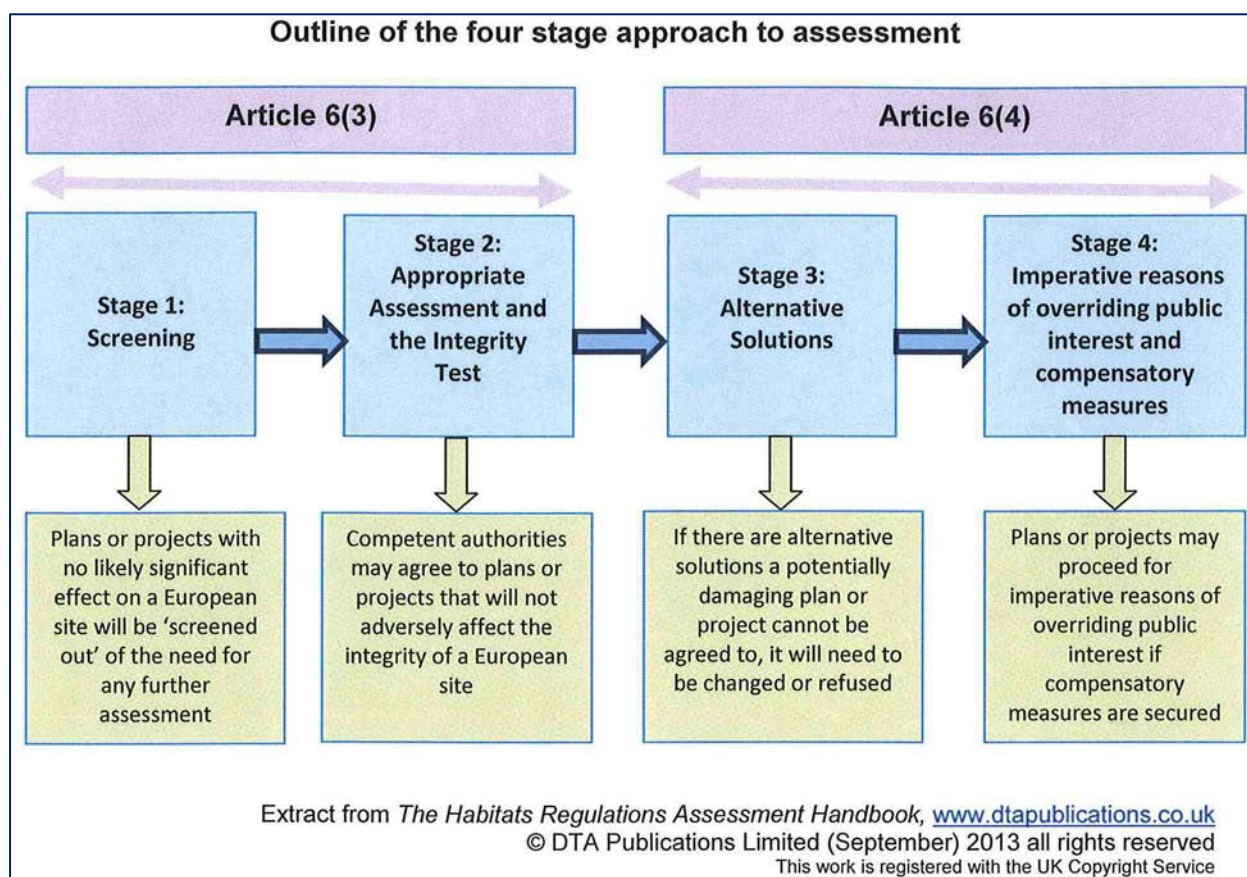 Outline of the four stage approach to assessment
Article 6(3)
Article 6(4)
Stage 1:
Screening
Stage 2:
Appropriate
Assessment and
the Integrity
Test
Stage 3:
Alternative
Solutions
Stage 4:
Imperative reasons
of overriding public
interest and
compensatory
measures
Plans or projects with
no likely significant
effect on a European
site will be ‘screened
out’ of the need for
any further
assessment
Competent authorities
may agree to plans or
projects that will not
adversely affect the
integrity of a European
site
If there are alternative
solutions a potentially
damaging plan or
project cannot be
agreed to, it will need to
be changed or refused
Plans or projects may
proceed for
imperative reasons of
overriding public
interest if
compensatory
measures are secured
Extract from The Habitats Regulations Assessment Handbook, www.dtapublications.co.uk
© DTA Publications Limited (September) 2013 all rights reserved
This work is registered with the UK Copyright Service